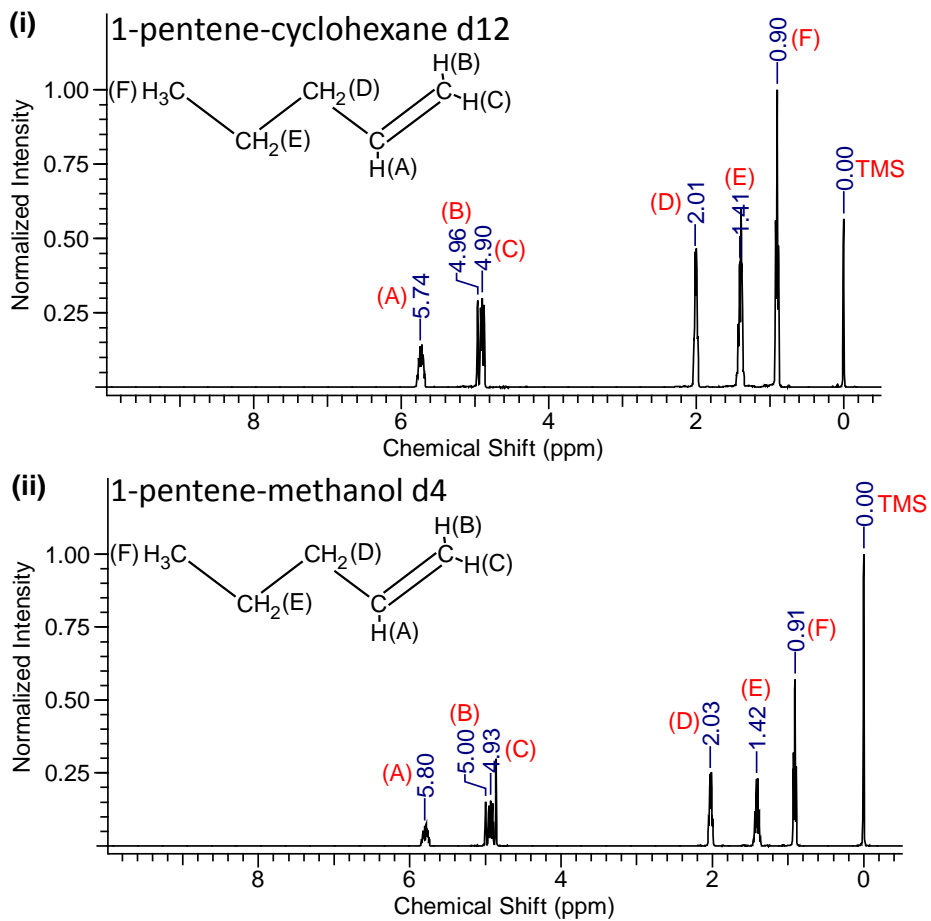 (i)
1-pentene-cyclohexane d12
H(B)
(F) H3C
CH2(D)
C
H(C)
CH2(E)
C
H(A)
Normalized Intensity
1.00
0.75
0.50
0.25
(A)
5.74
(B)
4.96
4.90
(C)
(D)
2.01
(E)
1.41
0.90
(F)
0.00
TMS
8 6 4 2 0
Chemical Shift (ppm)
(ii)
1-pentene-methanol d4
H(B)
(F) H3C
CH2(D)
C
H(C)
CH2(E)
C
H(A)
Normalized Intensity
1.00
0.75
0.50
0.25
(A)
5.80
(B)
5.00
4.93
(C)
(D)
2.03
(E)
1.42
0.91
(F)
0.00
TMS
8 6 4 2 0
Chemical Shift (ppm)